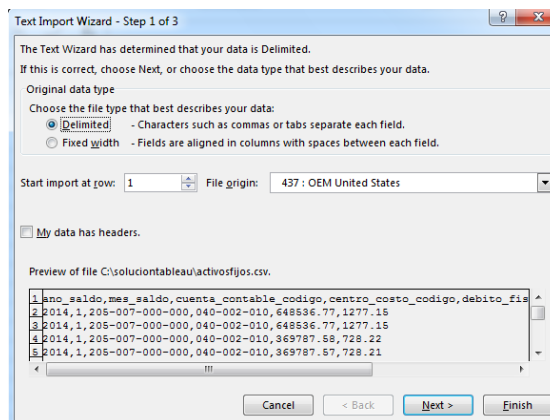 Text Import Wizard - Step 1 of 3
The Text Wizard has determined that your data is Delimited.
If this is correct, choose Next, or choose the data type that best describes your data.
Original data type
Choose the file type that best describes your data:
Delimited - Characters such as commas or tabs separate each field.
Fixed width - Fields are aligned in columns with spaces between each field.
Start import at row: 1 File origin: 437 : OEM United States
My data has headers.
Preview of file C:\soluciontableau\activosfijos.csv.
1 ano_saldo,mes_saldo,cuenta_contable_codigo,centro_costo_codigo,debito_fis
2 2014,1,205-007-000-000,040-002-010,648536.77,1277.15
3 2014,1,205-007-000-000,040-002-010,648536.77,1277.15
4 2014,1,205-007-000-000,040-002-010,369787.58,728.22
5 2014,1,205-007-000-000,040-002-010,369787.57,728.21
Cancel < Back Next > Finish